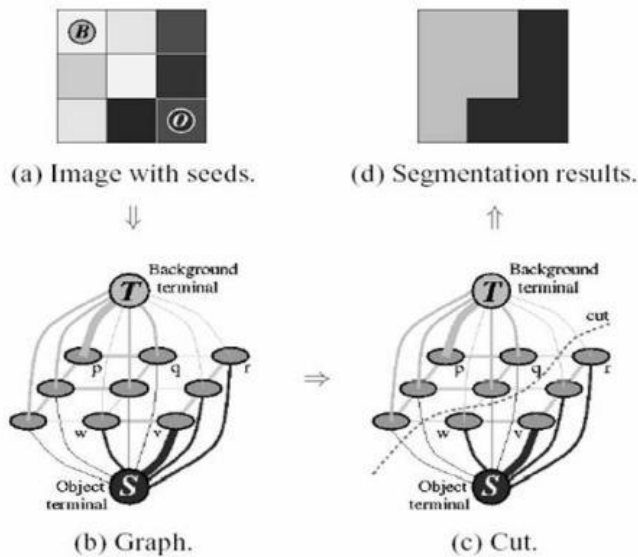 B
O
(a) Image with seeds.
(d) Segmentation results.
Background
terminal
T
p
q
r
w
v
Object
terminal
S
(b) Graph.
Background
terminal
T
cut
p
q
r
w
v
Object
terminal
S
(c) Cut.